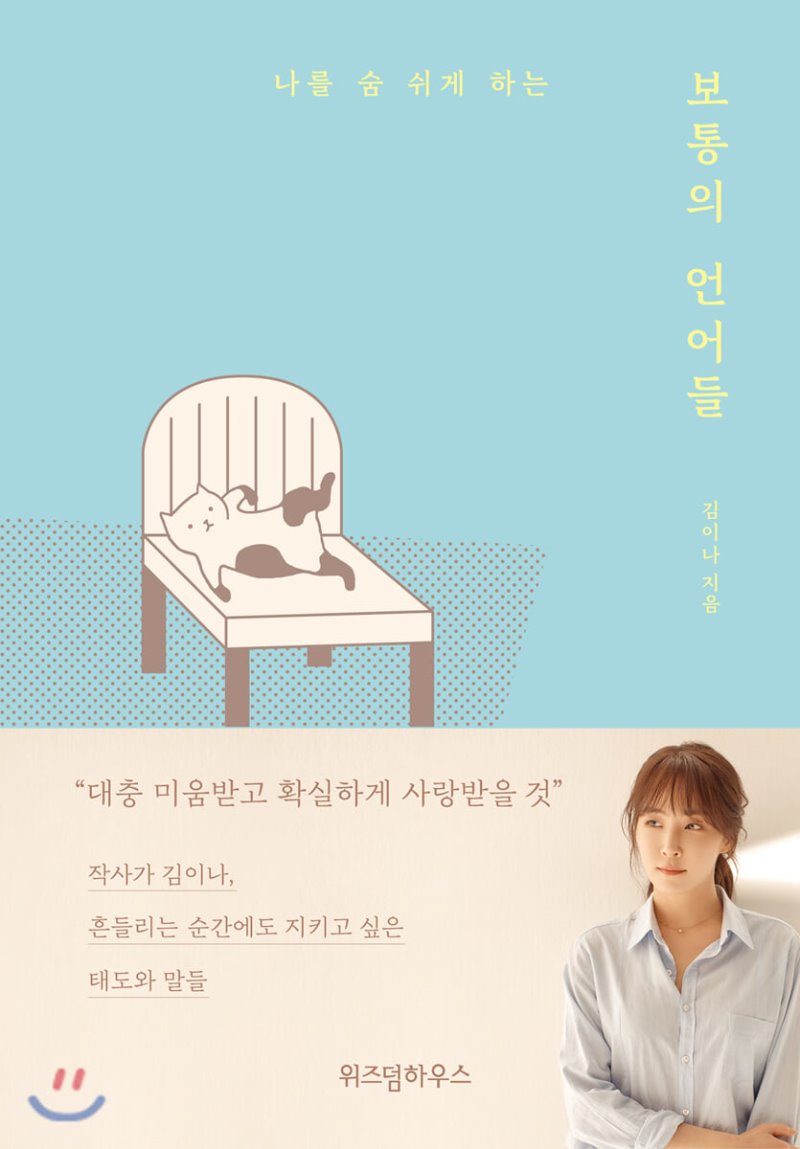 나를 숨 쉬게 하는
보통의 언어들
김이나 지음
“대충 미움받고 확실하게 사랑받을 것”
작사가 김이나,
흔들리는 순간에도 지키고 싶은
태도와 말들
위즈덤하우스